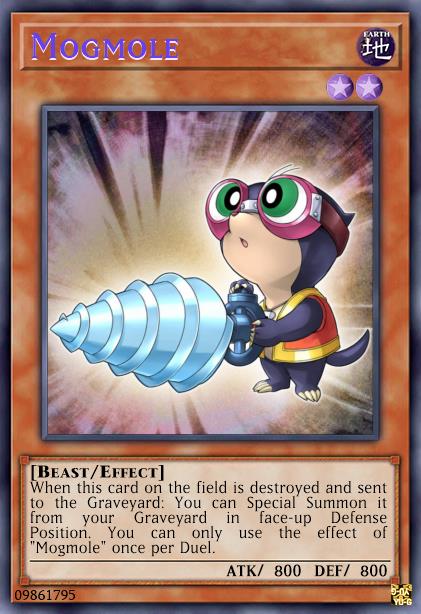 MOGMOLE
EARTH
地
[BEAST/EFFECT]
When this card on the field is destroyed and sent
to the Graveyard: You can Special Summon it
from your Graveyard in face-up Defense
Position. You can only use the effect of
"Mogmole" once per Duel.
ATK/ 800 DEF/ 800
09861795